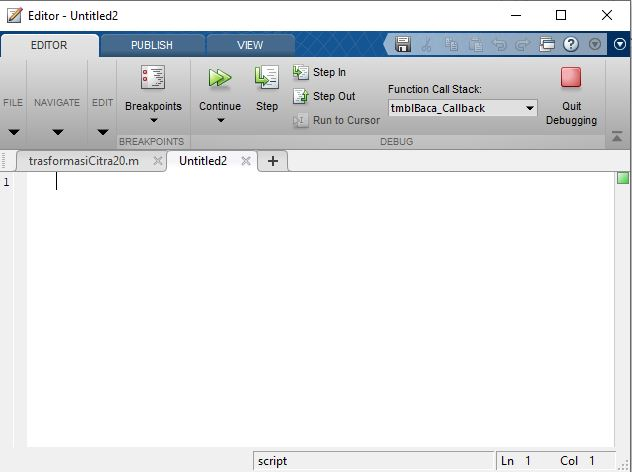 Editor - Untitled2
EDITOR PUBLISH VIEW
FILE NAVIGATE EDIT Breakpoints Continue Step
Step In
Step Out
Run to Cursor
Function Call Stack:
tmblBaca_Callback
Quit
Debugging
BREAKPOINTS DEBUG
trasformasiCitra20.m Untitled2
1
script Ln 1 Col 1